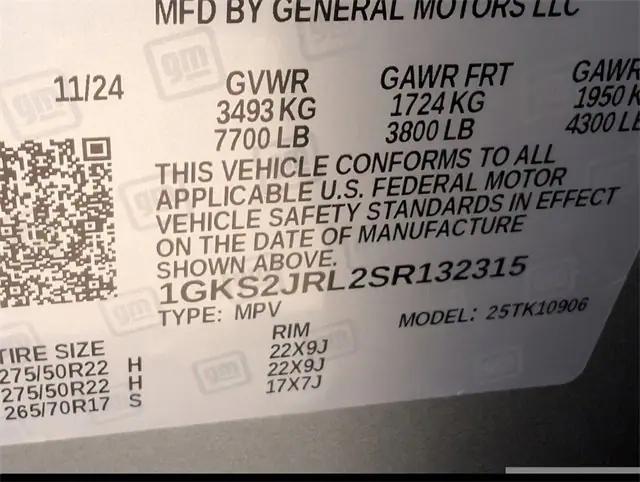 MFD BY GENERAL MOTORS LLC
11/24 GVWR GAWR FRT GAWR
3493 KG 1724 KG 1950 K
7700 LB 3800 LB 4300 LB
THIS VEHICLE CONFORMS TO ALL
APPLICABLE U.S. FEDERAL MOTOR
VEHICLE SAFETY STANDARDS IN EFFECT
ON THE DATE OF MANUFACTURE
SHOWN ABOVE.
1GKS2JRL2SR132315
TYPE: MPV MODEL: 25TK10906
TIRE SIZE RIM
275/50R22 H 22X9J
275/50R22 H 22X9J
265/70R17 S 17X7J
gm